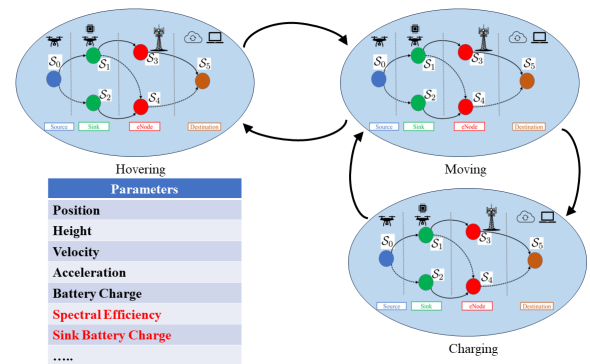 S₀
S₁
S₂
S₃
S₄
S₅
Source
Sink
eNode
Destination
Hovering
S₀
S₁
S₂
S₃
S₄
S₅
Source
Sink
eNode
Destination
Moving
Parameters
Position
Height
Velocity
Acceleration
Battery Charge
Spectral Efficiency
Sink Battery Charge
.....
S₀
S₁
S₂
S₃
S₄
S₅
Source
Sink
eNode
Destination
Charging